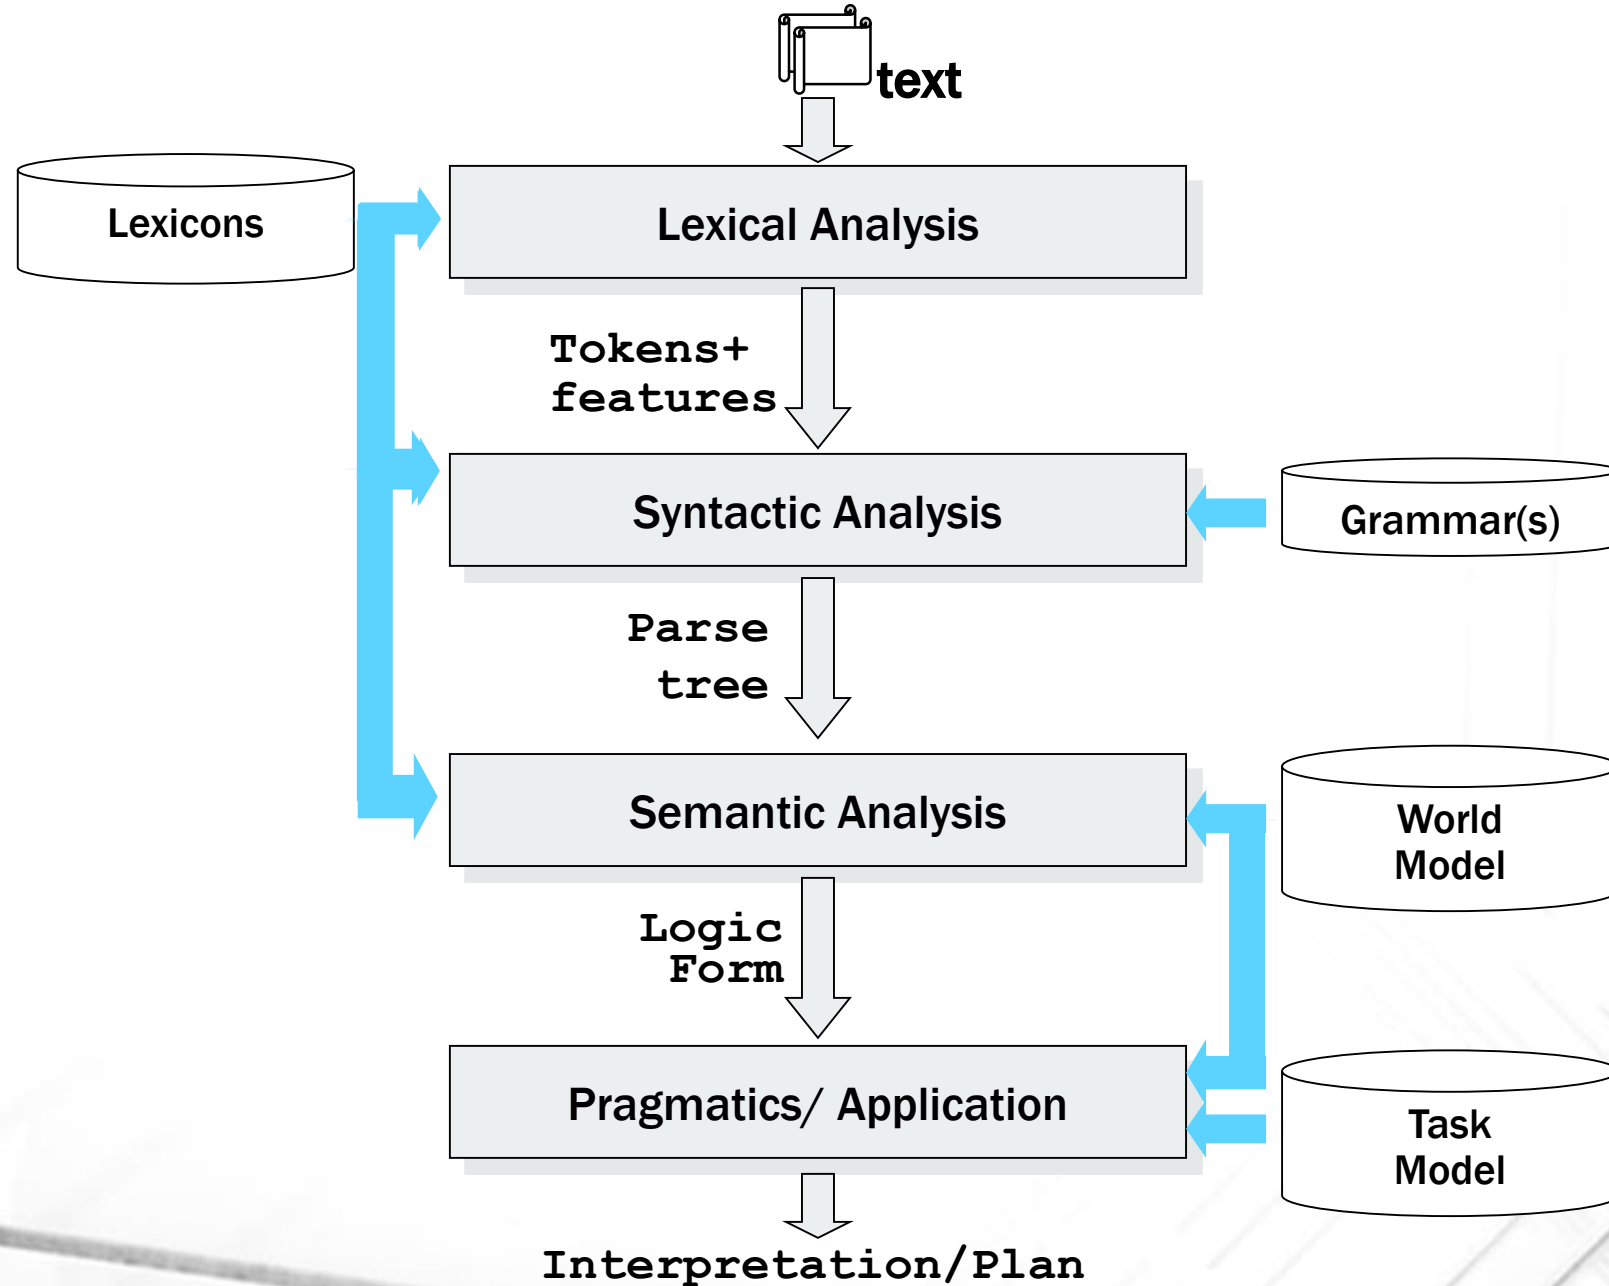 text
Lexicons
Lexical Analysis
Tokens+
features
Syntactic Analysis
Grammar(s)
Parse
tree
Semantic Analysis
World
Model
Logic
Form
Pragmatics/ Application
Task
Model
Interpretation/Plan